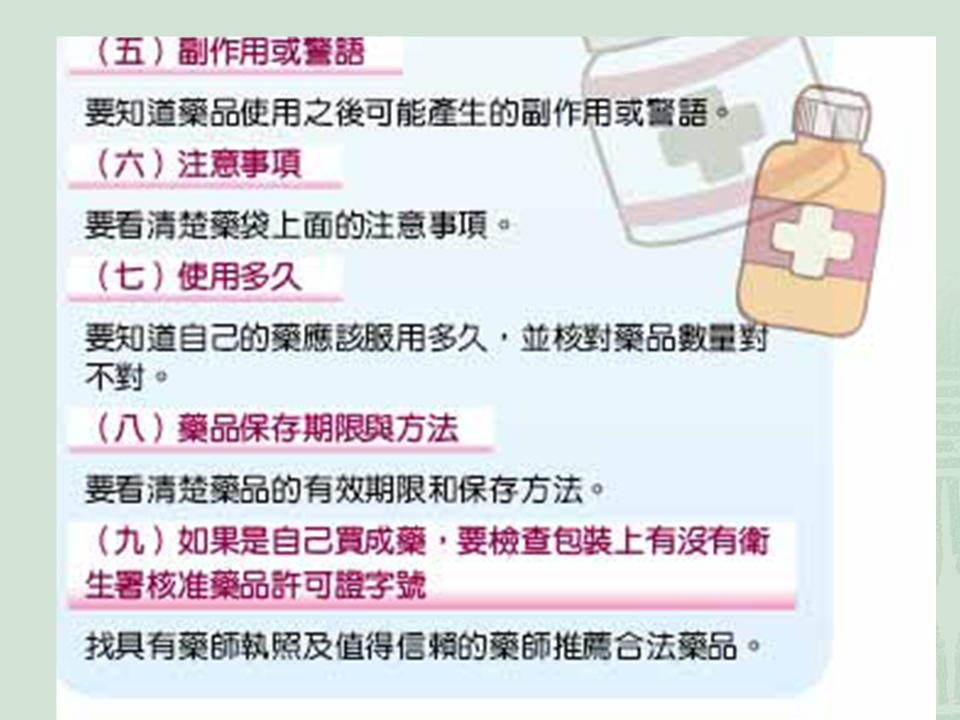 （五）副作用或警語
要知道藥品使用之後可能產生的副作用或警語。
（六）注意事項
要看清楚藥袋上面的注意事項。
（七）使用多久
要知道自己的藥應該服用多久，並核對藥品數量對
不對。
（八）藥品保存期限與方法
要看清楚藥品的有效期限和保存方法。
（九）如果是自己買成藥，要檢查包裝上有沒有衛
生署核准藥品許可證字號
找具有藥師執照及值得信賴的藥師推薦合法藥品。